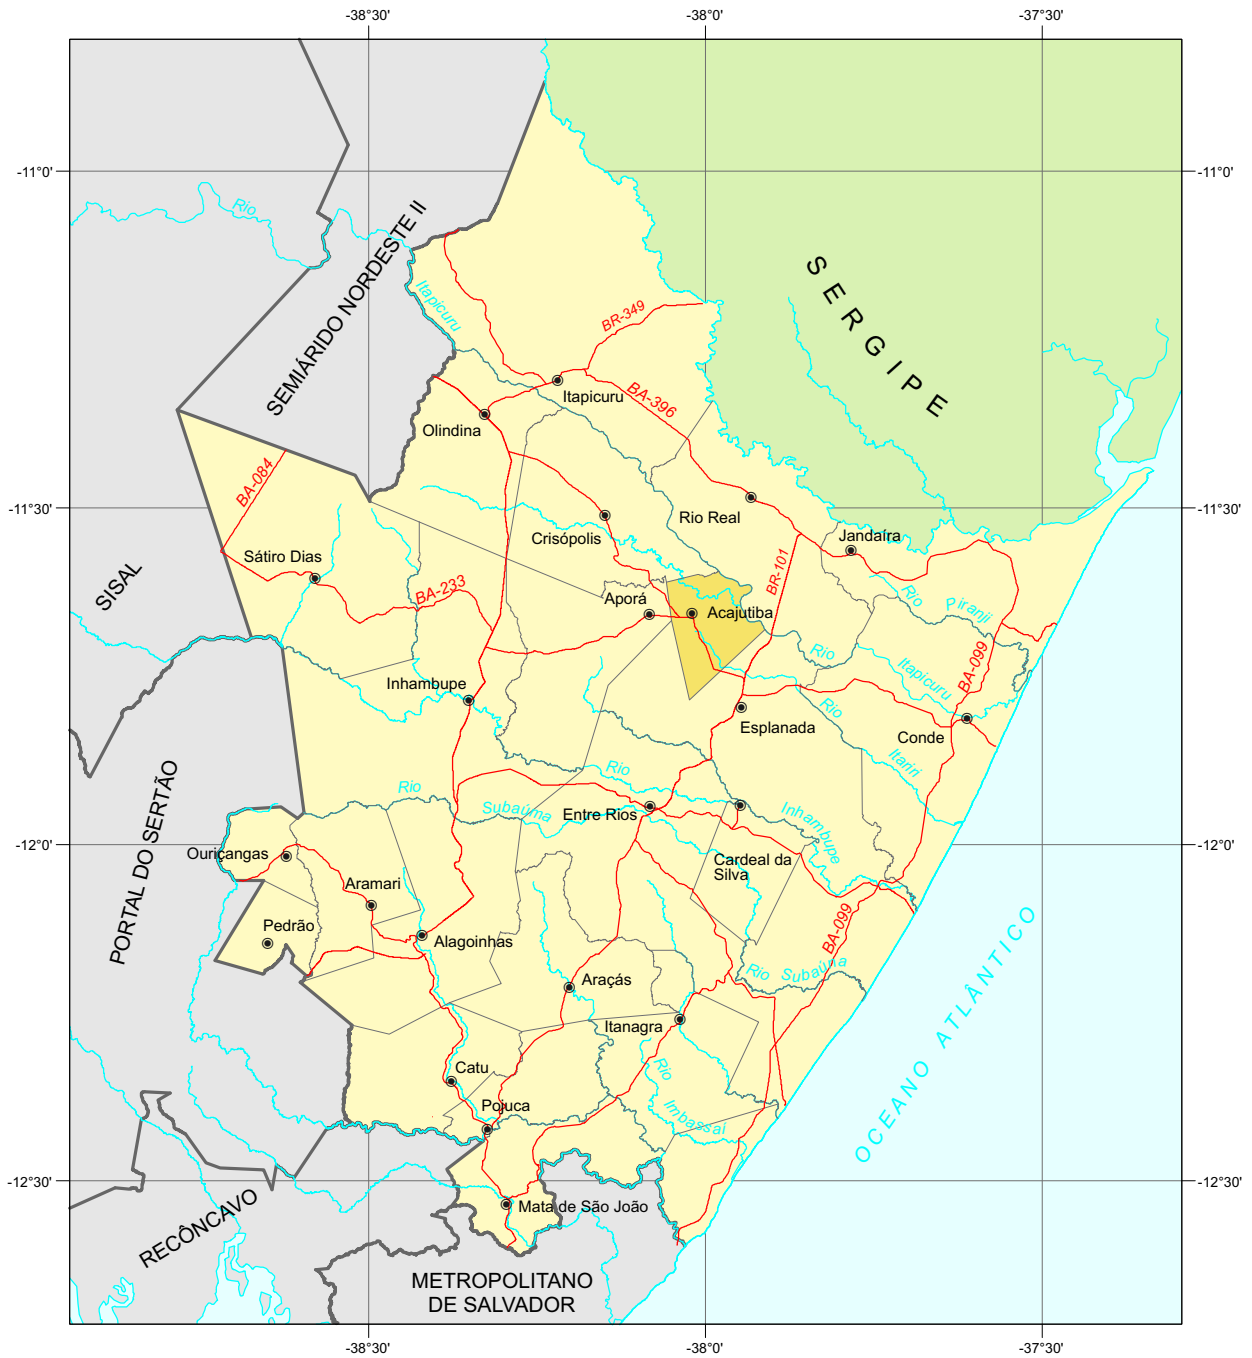 -38°30'
-38°0'
-37°30'
-11°0'
-11°0'
Rio
SEMIÁRIDO NORDESTE II
Itapicuru
BR-349
SERGIPE
Itapicuru
BA-396
Olindina
BA-084
Rio Real
-11°30'
-11°30'
Crisópolis
Jandaíra
Sátiro Dias
BR-101
SISAL
BA-233
Aporá
Acajutiba
Rio
Piranji
Rio
Itapicuru
BA-099
Inhambupe
Rio
Esplanada
Conde
Itariri
PORTAL DO SERTÃO
Rio
Rio
Subaúma
Entre Rios
Inhambupe
-12°0'
-12°0'
Ouriçangas
Cardeal da
Silva
Aramari
Pedrão
Alagoinhas
BA-099
OCEANO ATLÂNTICO
Rio
Subaúma
Araçás
Itanagra
Catu
Rio
Pojuca
Imbassai
-12°30'
-12°30'
Mata de São João
RECÔNCAVO
METROPOLITANO
DE SALVADOR
-38°30'
-38°0'
-37°30'